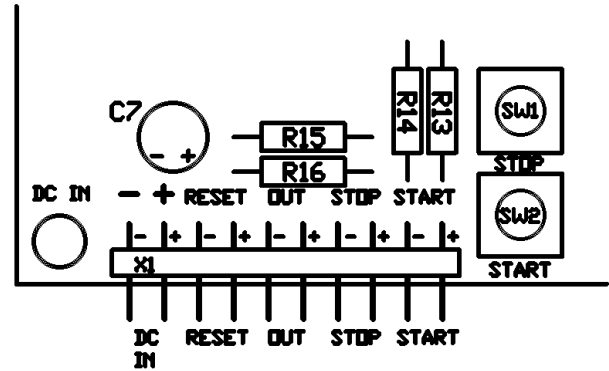 C7
R14
R13
SW1
R15
- +
R16
STOP
DC IN - + RESET OUT STOP START
SW2
- + - + - + - + - +
X1
START
DC RESET OUT STOP START
IN